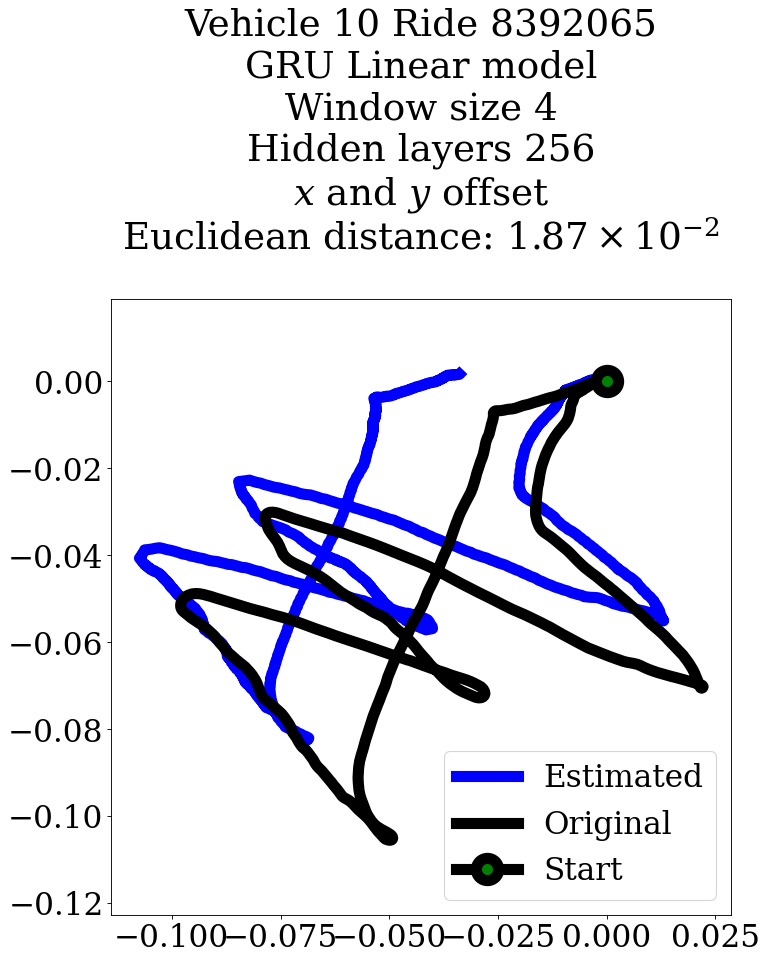 Vehicle 10 Ride 8392065
GRU Linear model
Window size 4
Hidden layers 256
x and y offset
Euclidean distance: 1.87 × 10⁻²
0.00
−0.02
−0.04
−0.06
−0.08
−0.10
−0.12
Estimated
Original
Start
−0.100 −0.075 −0.050 −0.025 0.000 0.025